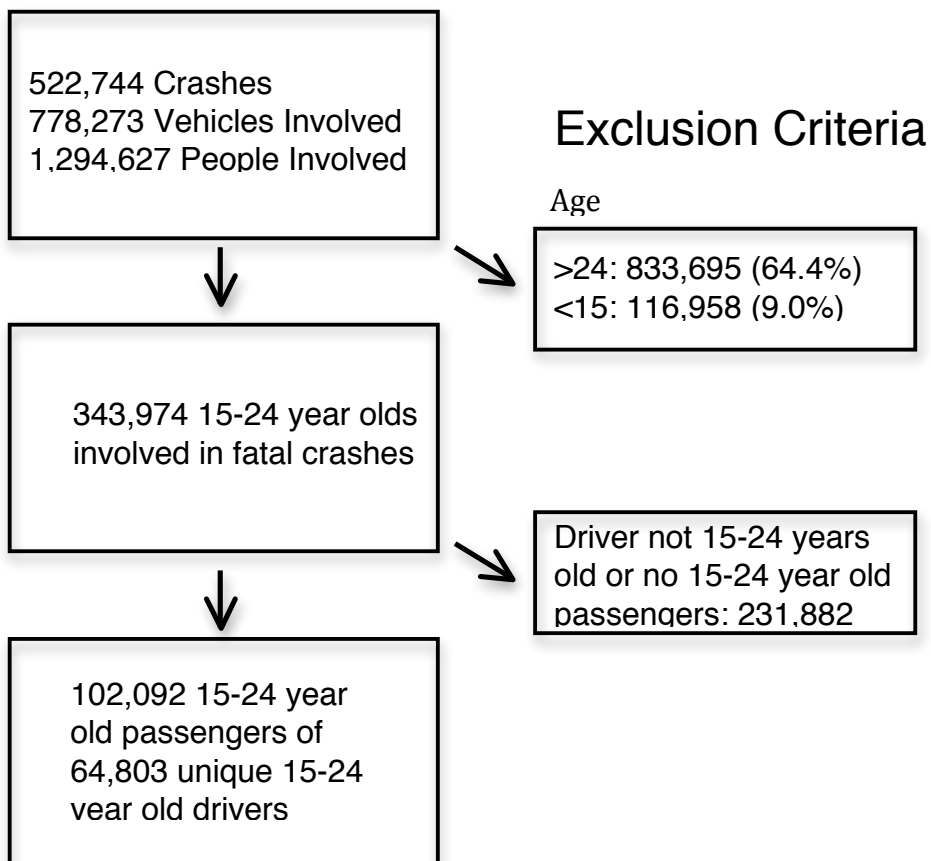 522,744 Crashes
778,273 Vehicles Involved
1,294,627 People Involved
Exclusion Criteria
Age
>24: 833,695 (64.4%)
<15: 116,958 (9.0%)
343,974 15-24 year olds
involved in fatal crashes
Driver not 15-24 years
old or no 15-24 year old
passengers: 231,882
102,092 15-24 year
old passengers of
64,803 unique 15-24
year old drivers